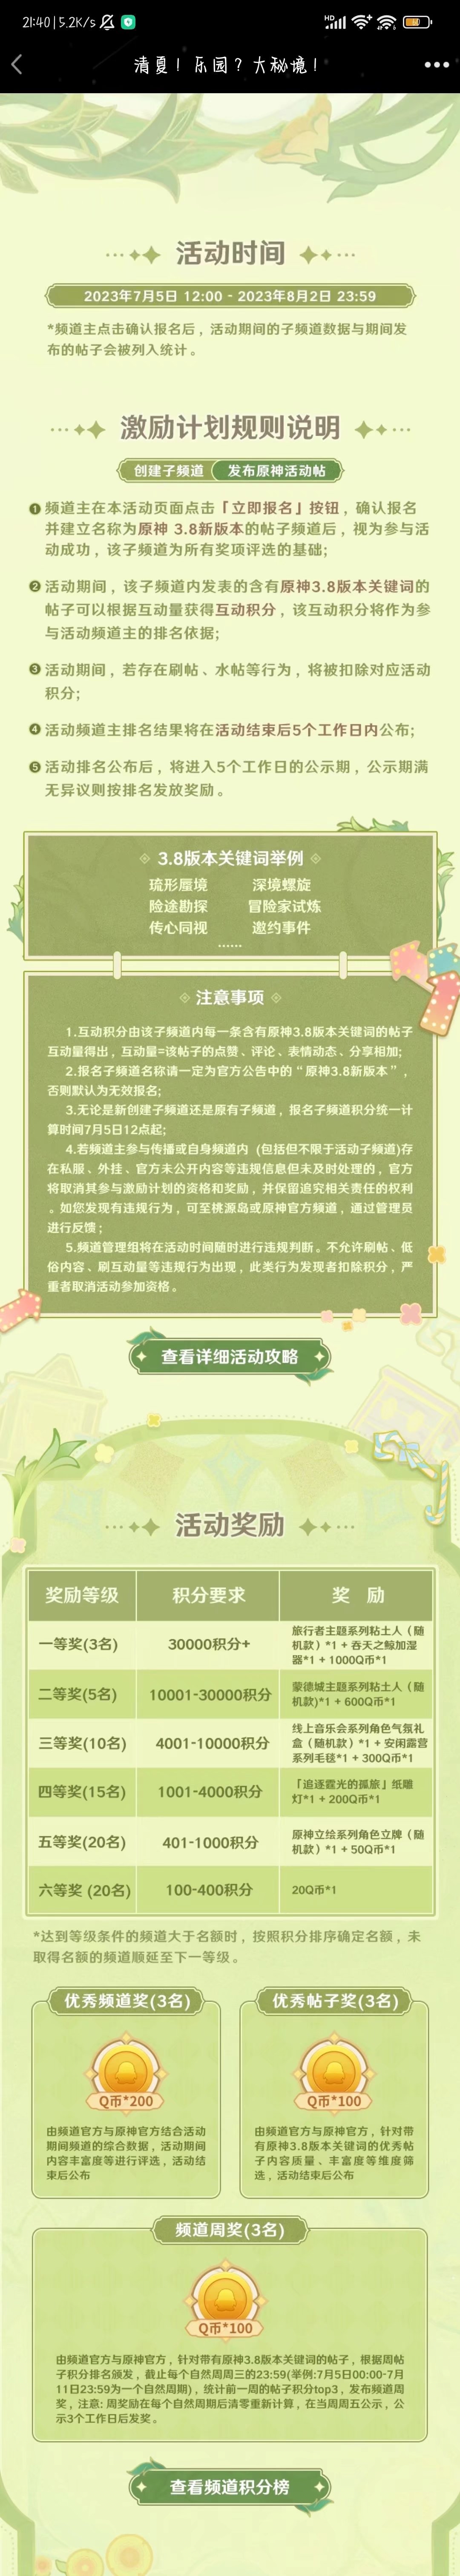 21:40 | 5.2K/s
HD
60
清夏！乐园？大秘境！
活动时间
2023年7月5日 12:00 - 2023年8月2日 23:59
*频道主点击确认报名后，活动期间的子频道数据与期间发
布的帖子会被列入统计。
激励计划规则说明
创建子频道 发布原神活动帖
❶ 频道主在本活动页面点击「立即报名」按钮，确认报名
并建立名称为原神 3.8新版本的帖子频道后，视为参与活
动成功，该子频道为所有奖项评选的基础;
❷ 活动期间，该子频道内发表的含有原神3.8版本关键词的
帖子可以根据互动量获得互动积分，该互动积分将作为参
与活动频道主的排名依据;
❸ 活动期间，若存在刷帖、水帖等行为，将被扣除对应活动
积分;
❹ 活动频道主排名结果将在活动结束后5个工作日内公布;
❺ 活动排名公布后，将进入5个工作日的公示期，公示期满
无异议则按排名发放奖励。
3.8版本关键词举例
琉形蜃境 深境螺旋
险途勘探 冒险家试炼
传心同视 邀约事件
······
注意事项
1.互动积分由该子频道内每一条含有原神3.8版本关键词的帖子
互动量得出，互动量=该帖子的点赞、评论、表情动态、分享相加;
2.报名子频道名称请一定为官方公告中的“原神3.8新版本”，
否则默认为无效报名;
3.无论是新创建子频道还是原有子频道，报名子频道积分统一计
算时间7月5日12点起;
4.若频道主参与传播或自身频道内（包括但不限于活动子频道)存
在私服、外挂、官方未公开内容等违规信息但未及时处理的，官方
将取消其参与激励计划的资格和奖励，并保留追究相关责任的权利
。如您发现有违规行为，可至桃源岛或原神官方频道，通过管理员
进行反馈；
5.频道管理组将在活动时间随时进行违规判断。不允许刷帖、低
俗内容、刷互动量等违规行为出现，此类行为发现者扣除积分，严
重者取消活动参加资格。
查看详细活动攻略
活动奖励
奖励等级 积分要求 奖 励
一等奖(3名) 30000积分+ 旅行者主题系列粘土人（随
机款）*1 + 吞天之鲸加湿
器*1 + 1000Q币*1
二等奖(5名) 10001-30000积分 蒙德城主题系列粘土人（随
机款)*1 + 600Q币*1
三等奖(10名) 4001-10000积分 线上音乐会系列角色气氛礼
盒（随机款）*1 + 安闲露营
系列毛毯*1 + 300Q币*1
四等奖(15名) 1001-4000积分 「追逐霆光的孤旅」纸雕
灯*1 + 200Q币*1
五等奖(20名) 401-1000积分 原神立绘系列角色立牌（随
机款）*1 + 50Q币*1
六等奖 (20名) 100-400积分 20Q币*1
*达到等级条件的频道大于名额时，按照积分排序确定名额，未
取得名额的频道顺延至下一等级。
优秀频道奖(3名)
Q币*200
由频道官方与原神官方结合活动
期间频道的综合数据，活动期间
内容丰富度等进行评选，活动结
束后公布
优秀帖子奖(3名)
Q币*100
由频道官方与原神官方，针对带
有原神3.8版本关键词的优秀帖
子内容质量、丰富度等维度筛
选，活动结束后公布
频道周奖(3名)
Q币*100
由频道官方与原神官方，针对带有原神3.8版本关键词的帖子，根据周帖
子积分排名颁发，截止每个自然周周三的23:59(举例:7月5日00:00-7月
11日23:59为一个自然周期)，统计前一周的帖子积分top3，发布频道周
奖，注意: 周奖励在每个自然周期后清零重新计算，在当周周五公示，公
示3个工作日后发奖。
查看频道积分榜